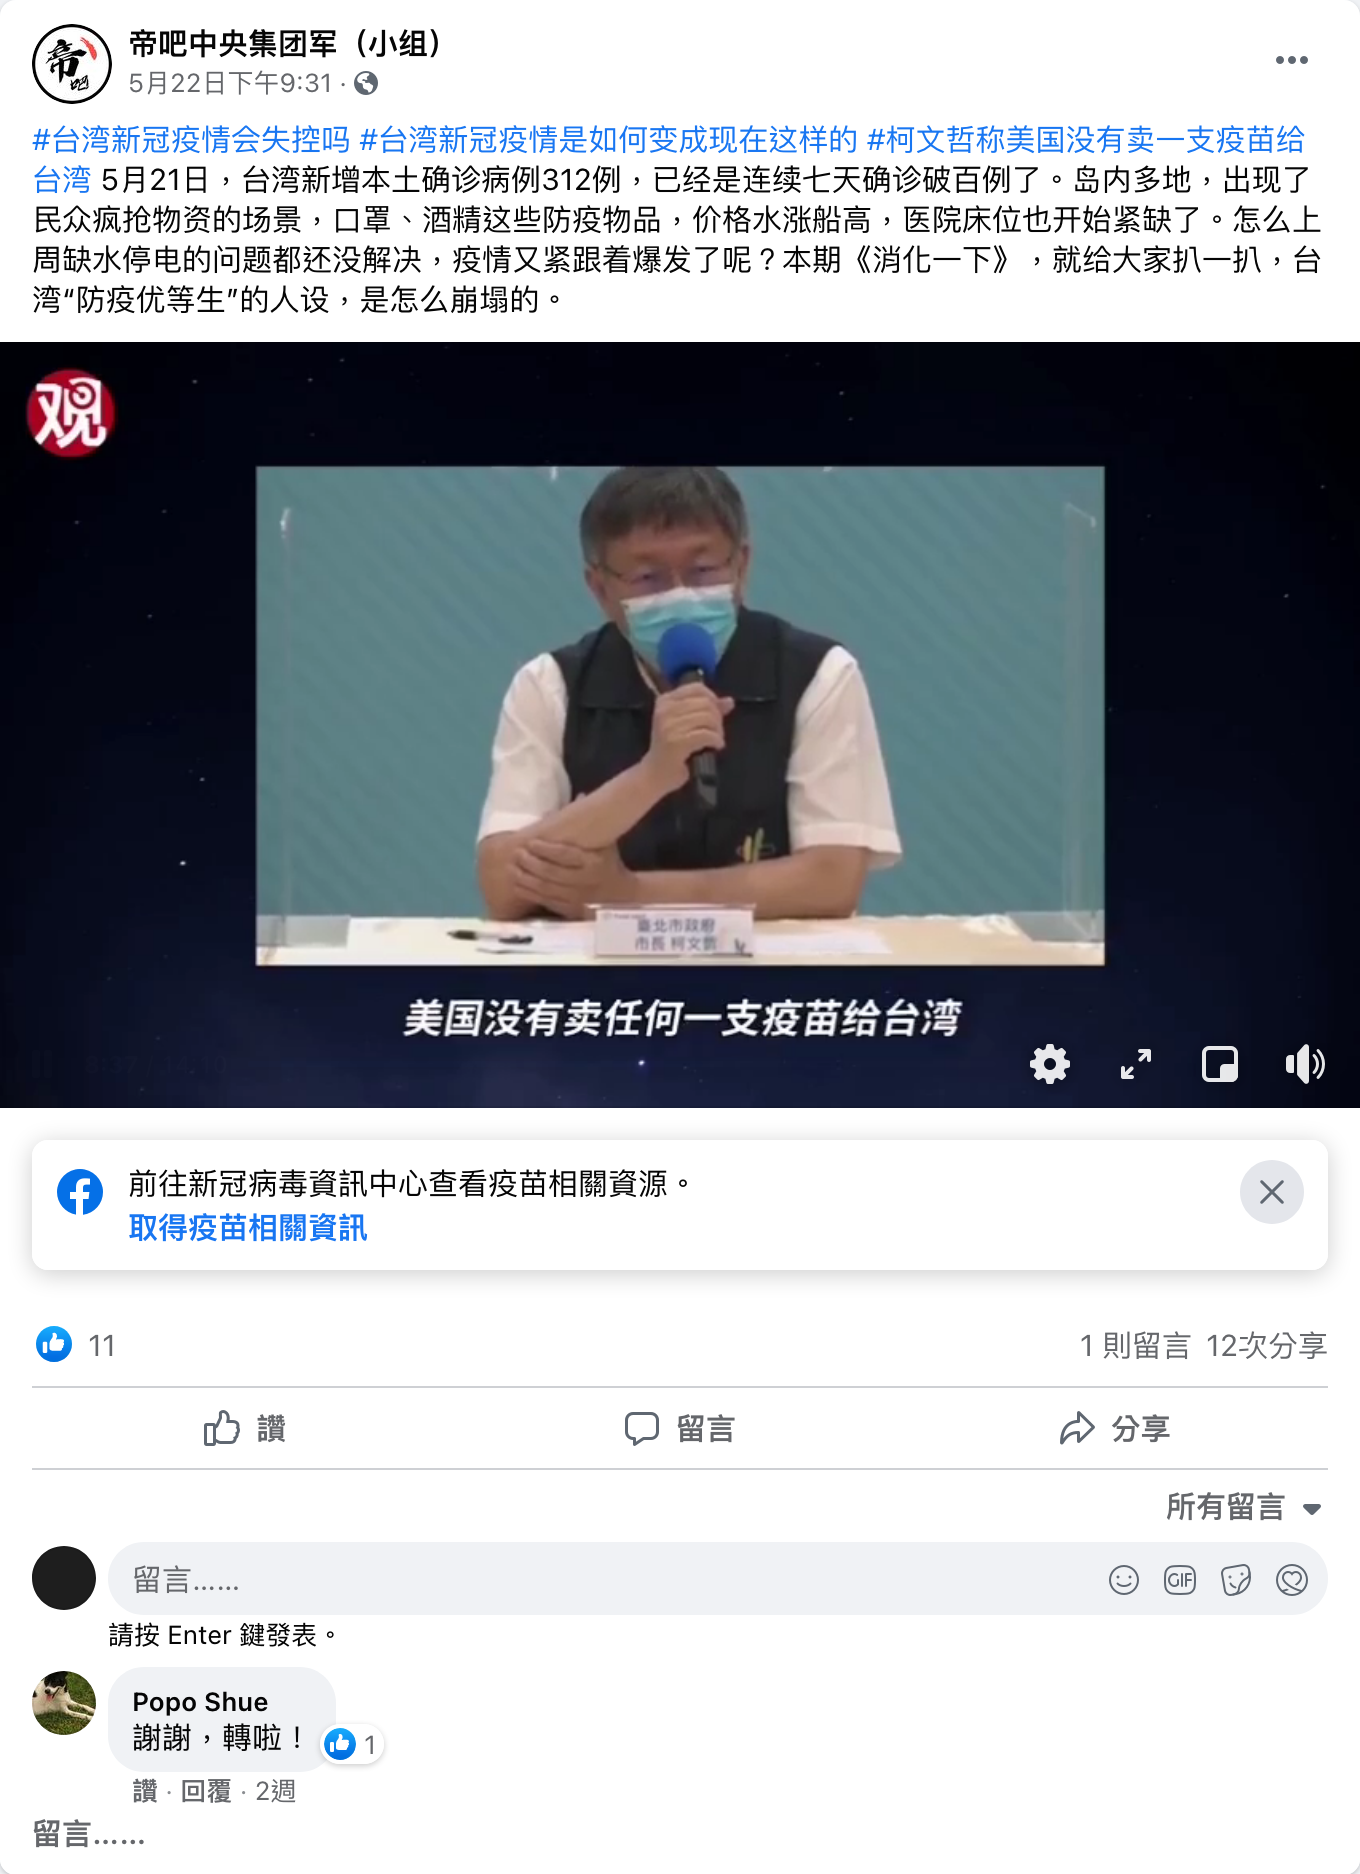 帝吧
帝吧中央集团军（小组）
5月22日下午9:31 ·
#台湾新冠疫情会失控吗 #台湾新冠疫情是如何变成现在这样的 #柯文哲称美国没有卖一支疫苗给
台湾 5月21日，台湾新增本土确诊病例312例，已经是连续七天确诊破百例了。岛内多地，出现了
民众疯抢物资的场景，口罩、酒精这些防疫物品，价格水涨船高，医院床位也开始紧缺了。怎么上
周缺水停电的问题都还没解决，疫情又紧跟着爆发了呢？本期《消化一下》，就给大家扒一扒，台
湾“防疫优等生”的人设，是怎么崩塌的。
观
臺北市政府
市長 柯文哲
美国没有卖任何一支疫苗给台湾
前往新冠病毒資訊中心查看疫苗相關資源。
取得疫苗相關資訊
11
1 則留言 12次分享
讚
留言
分享
所有留言
留言……
GIF
請按 Enter 鍵發表。
Popo Shue
謝謝，轉啦！
1
讚 · 回覆 · 2週
留言……